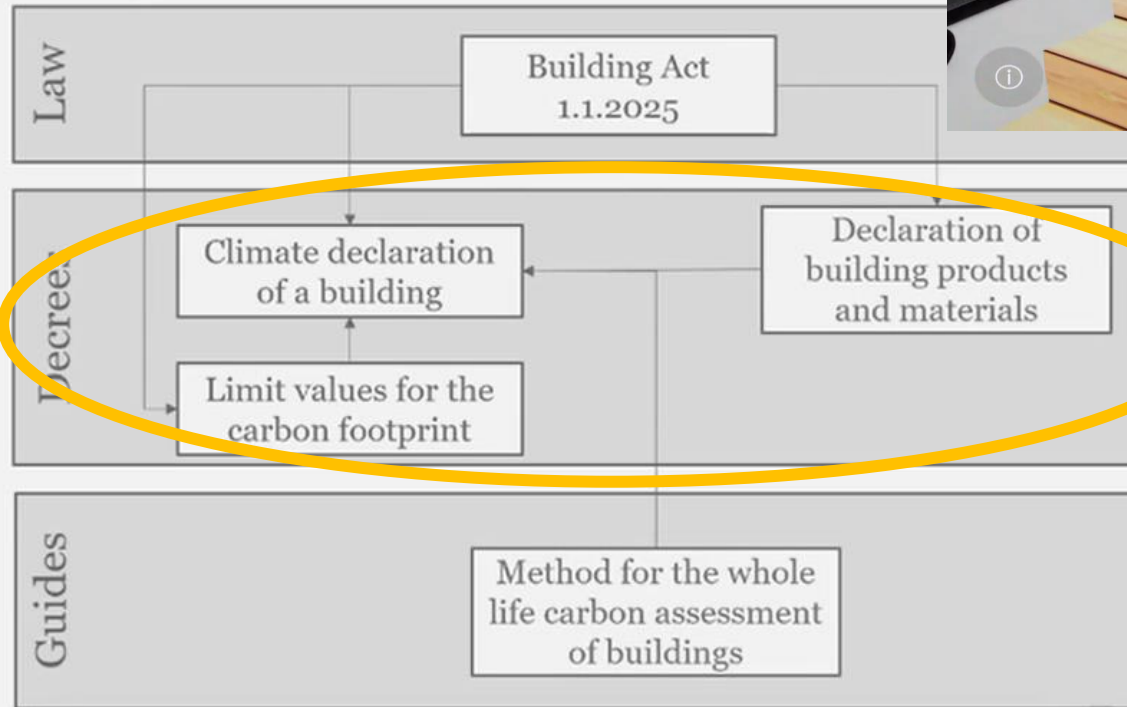 Law
Building Act
1.1.2025
Decrees
Climate declaration
of a building
Declaration of
building products
and materials
Limit values for the
carbon footprint
Guides
Method for the whole
life carbon assessment
of buildings